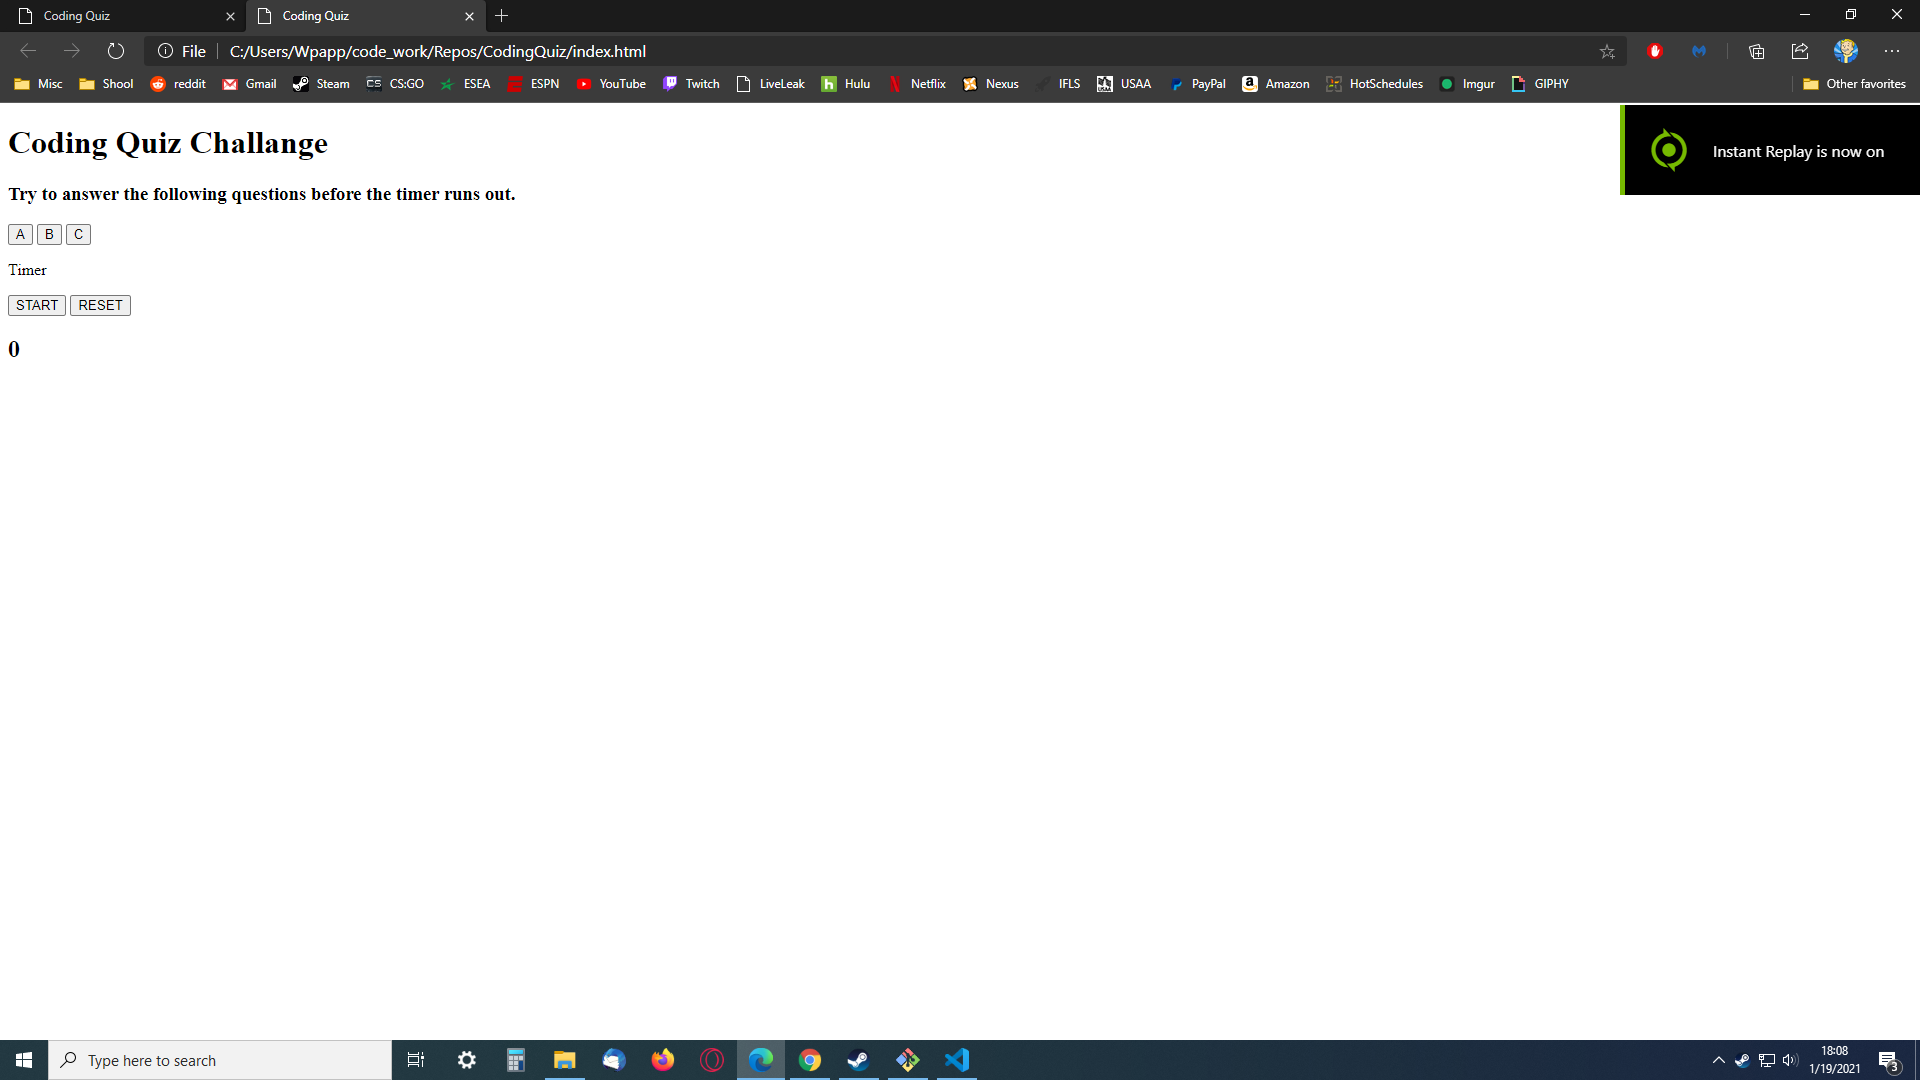 Coding Quiz
Coding Quiz
File
C:/Users/Wpapp/code_work/Repos/CodingQuiz/index.html
Misc Shool reddit Gmail Steam CS:GO ESEA ESPN YouTube Twitch LiveLeak Hulu Netflix Nexus IFLS USAA PayPal Amazon HotSchedules Imgur GIPHY Other favorites
Coding Quiz Challange
Instant Replay is now on
Try to answer the following questions before the timer runs out.
A B C
Timer
START RESET
0
Type here to search
18:08
1/19/2021
3